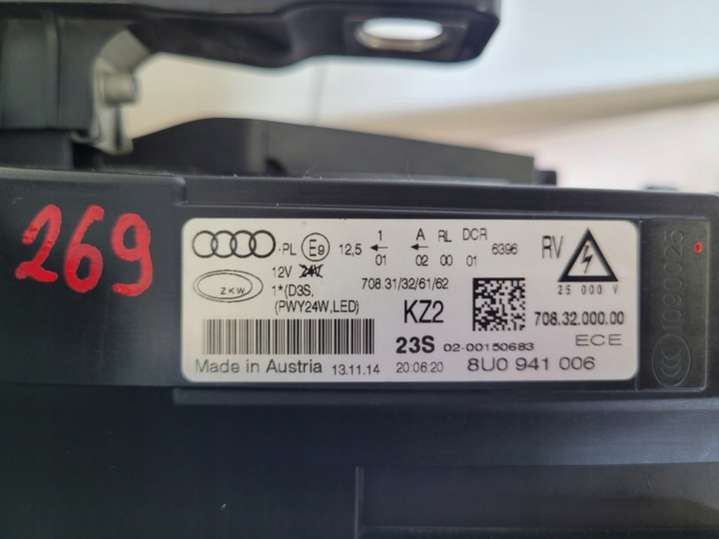 269
PL E9 12,5 ← 1 ← A RL DCR 6396 RV
01 02 00 01
12V 24V
ZKW 1*(D3S, 708.31/32/61/62
(PWY24W,LED) KZ2
25 000 V
708.32.000.00
23S 02-00150683 ECE
Made in Austria 13.11.14 20:06:20 8U0 941 006